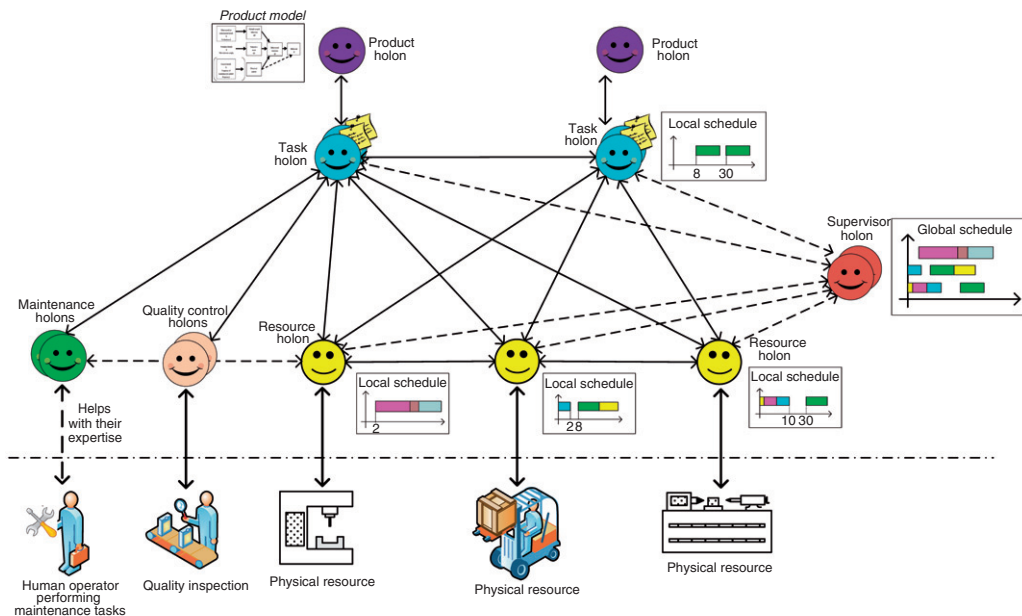 Product model
Product
holon
Product
holon
Task
holon
Task
holon
Local schedule
8 30
Supervisor
holon
Global schedule
Maintenance
holons
Quality control
holons
Resource
holon
Resource
holon
Local schedule
2
Local schedule
28
Local schedule
10 30
Helps
with their
expertise
Human operator
performing
maintenance tasks
Quality inspection
Physical resource
Physical resource
Physical resource